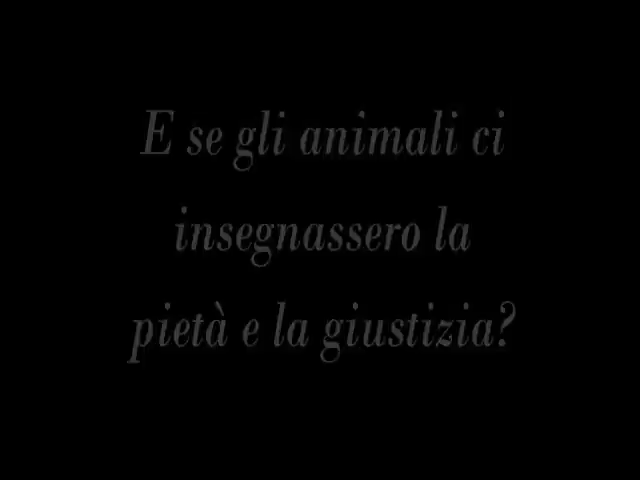 E se gli animali ci
insegnassero la
pietà e la giustizia?